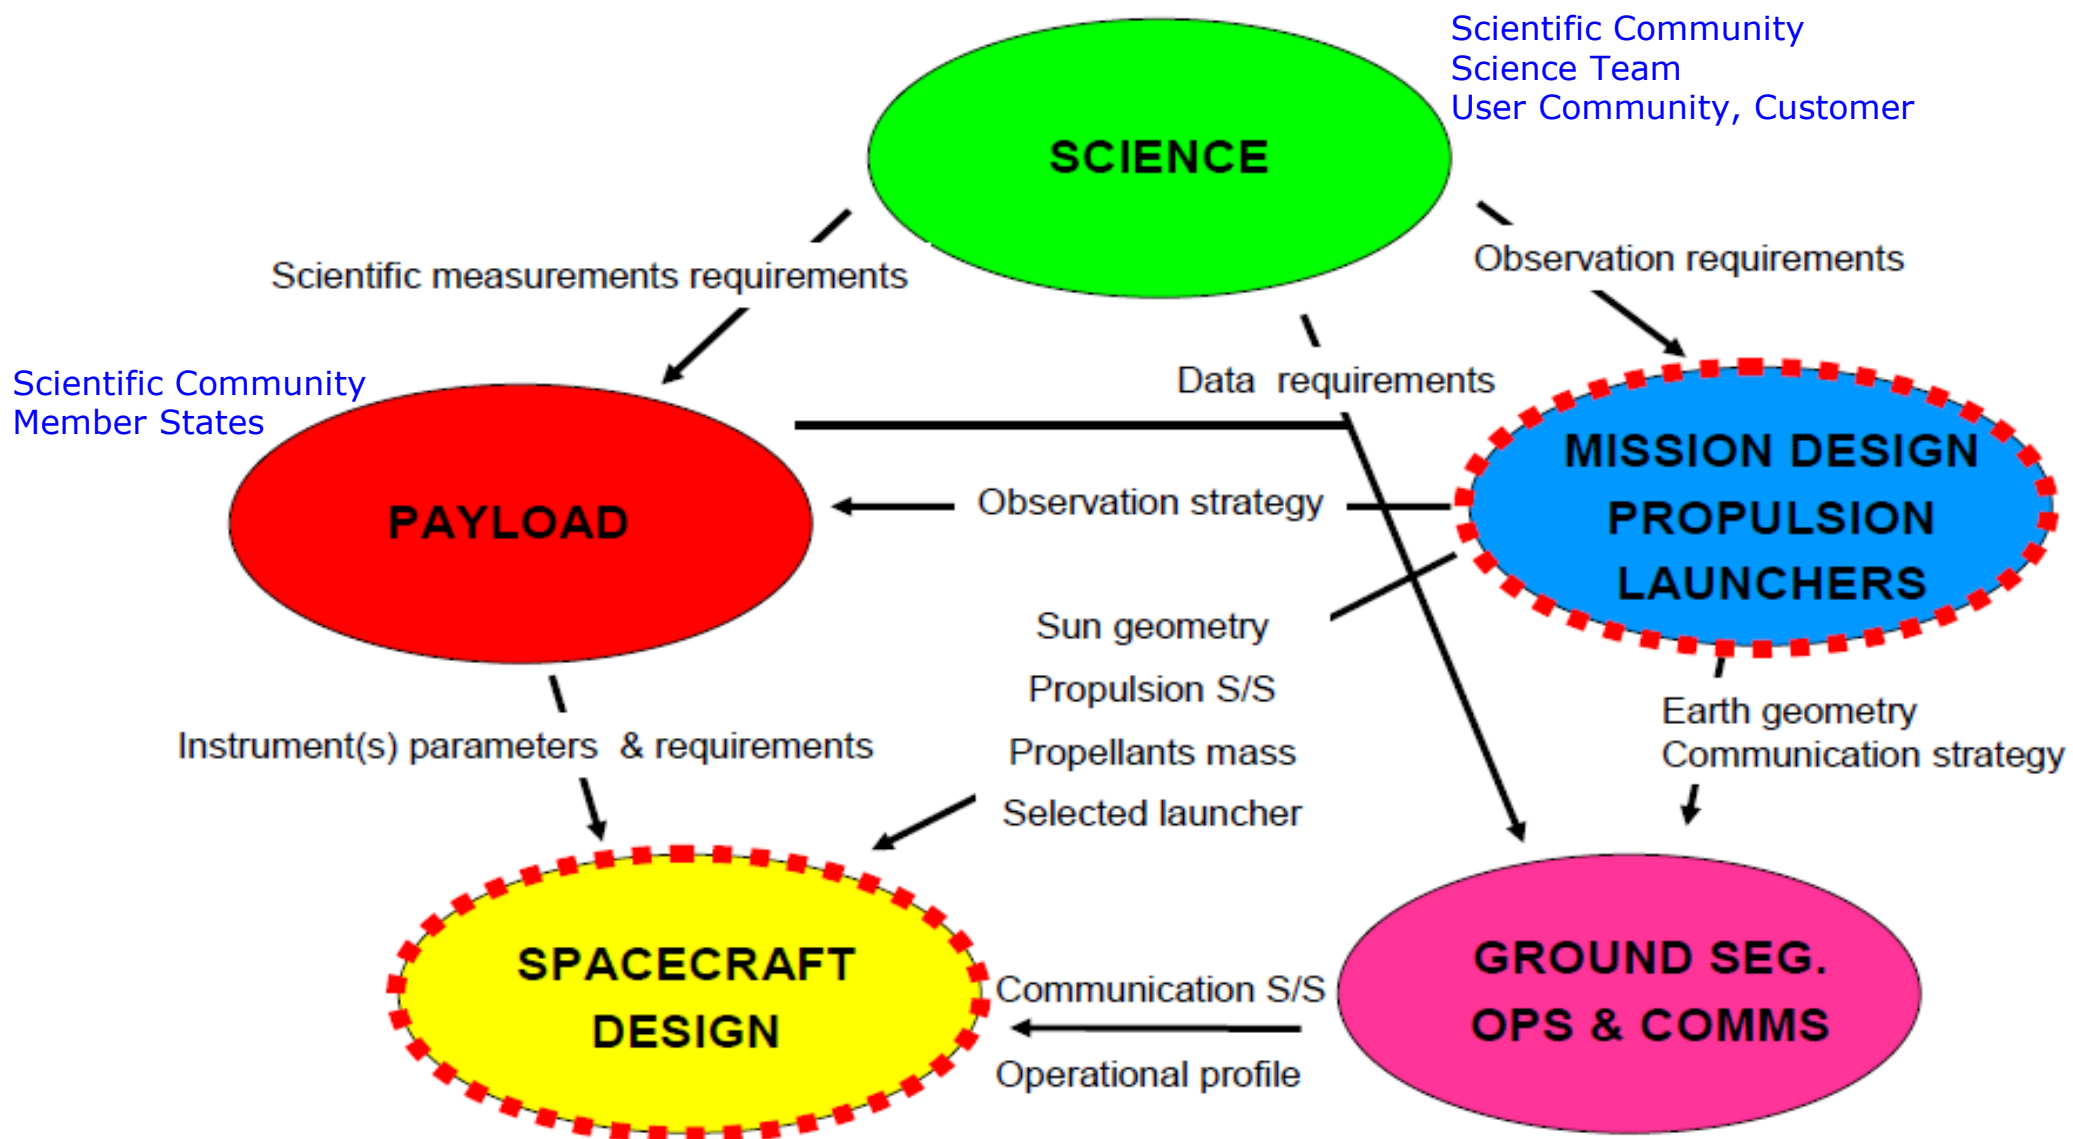 Scientific Community
Science Team
User Community, Customer
SCIENCE
Scientific measurements requirements
Observation requirements
Scientific Community
Member States
Data requirements
PAYLOAD
Observation strategy
MISSION DESIGN
PROPULSION
LAUNCHERS
Sun geometry
Propulsion S/S
Propellants mass
Selected launcher
Instrument(s) parameters & requirements
Earth geometry
Communication strategy
SPACECRAFT
DESIGN
Communication S/S
Operational profile
GROUND SEG.
OPS & COMMS